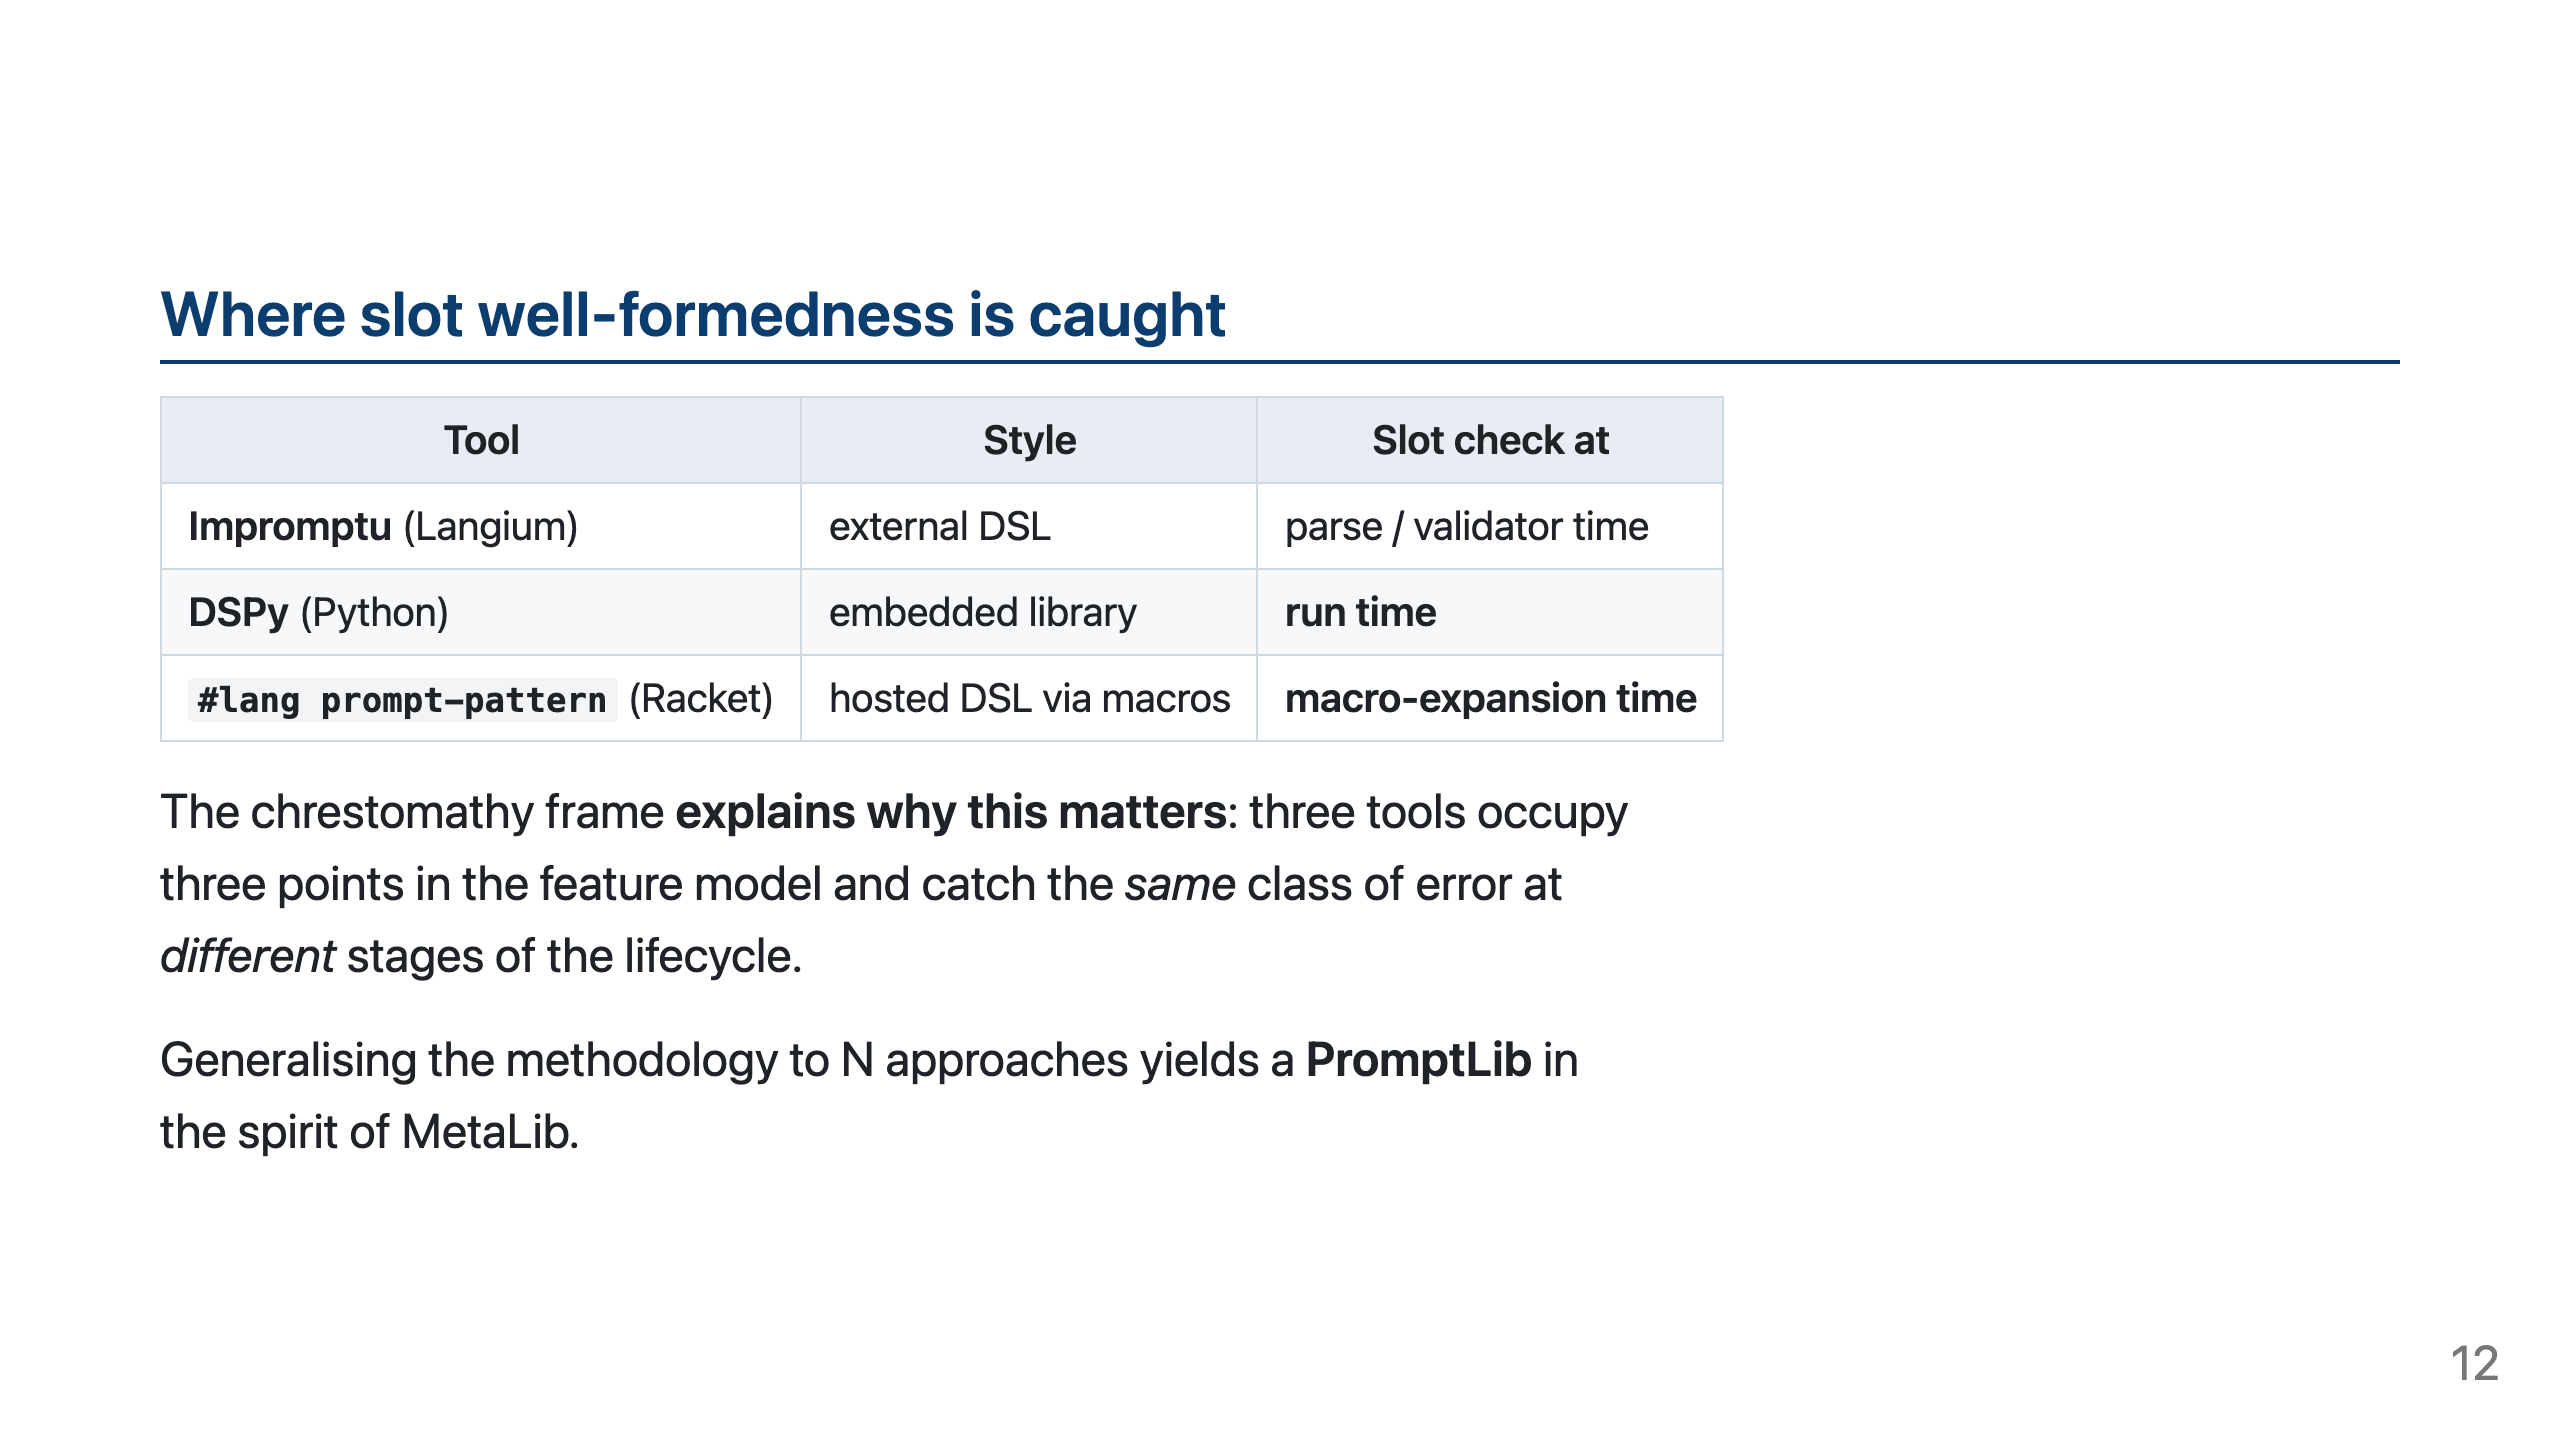 Where slot well-formedness is caught
Tool Style Slot check at
Impromptu (Langium) external DSL parse / validator time
DSPy (Python) embedded library run time
#lang prompt-pattern (Racket) hosted DSL via macros macro-expansion time
The chrestomathy frame explains why this matters: three tools occupy
three points in the feature model and catch the same class of error at
different stages of the lifecycle.
Generalising the methodology to N approaches yields a PromptLib in
the spirit of MetaLib.
12